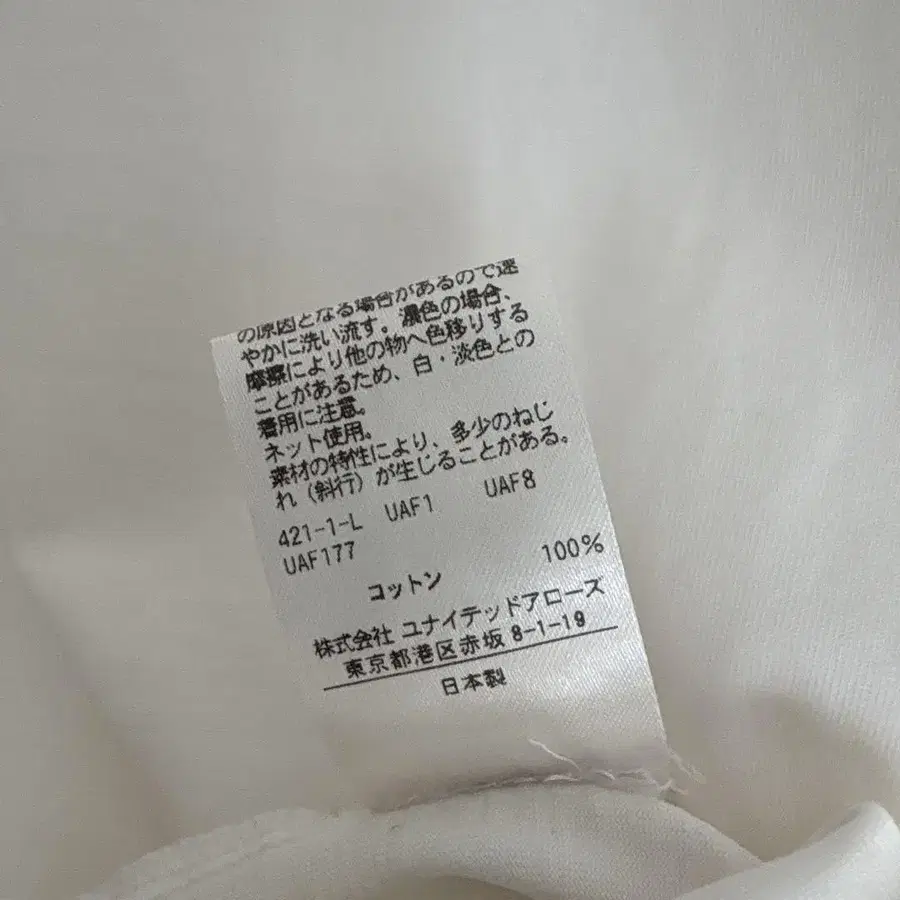 の原因となる場合があるので速
やかに洗い流す。濃色の場合、
摩擦により他の物へ色移りする
ことがあるため、白・淡色との
着用に注意。
ネット使用。
素材の特性により、多少のねじ
れ（斜行）が生じることがある。
421-1-L UAF1 UAF8
UAF177
コットン 100%
株式会社 ユナイテッドアローズ
東京都港区赤坂 8-1-19
日本製